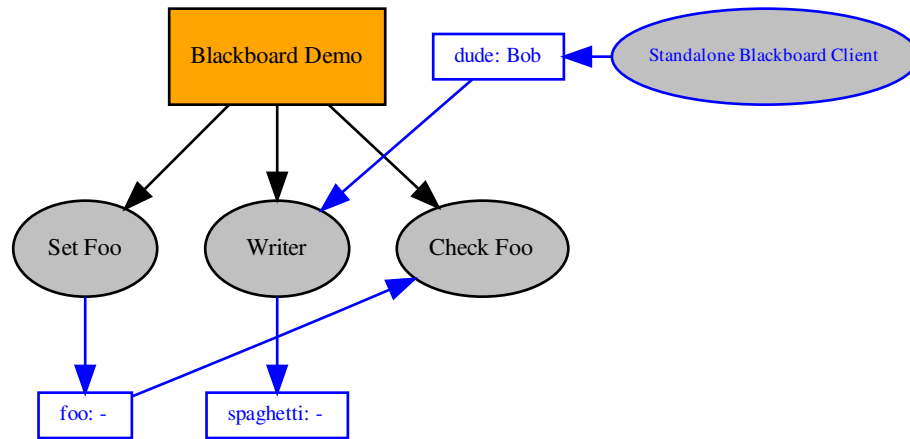 Blackboard Demo
dude: Bob
Standalone Blackboard Client
Set Foo
Writer
Check Foo
foo: -
spaghetti: -